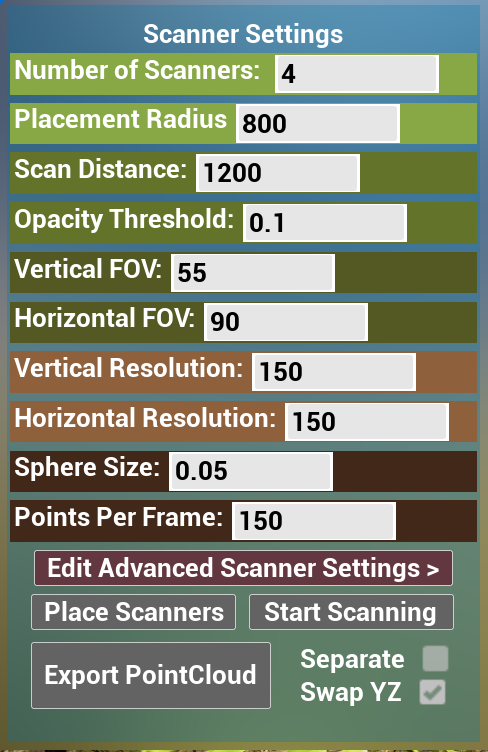 Scanner Settings
Number of Scanners: 4
Placement Radius 800
Scan Distance: 1200
Opacity Threshold: 0.1
Vertical FOV: 55
Horizontal FOV: 90
Vertical Resolution: 150
Horizontal Resolution: 150
Sphere Size: 0.05
Points Per Frame: 150
Edit Advanced Scanner Settings >
Place Scanners Start Scanning
Export PointCloud
Separate
Swap YZ